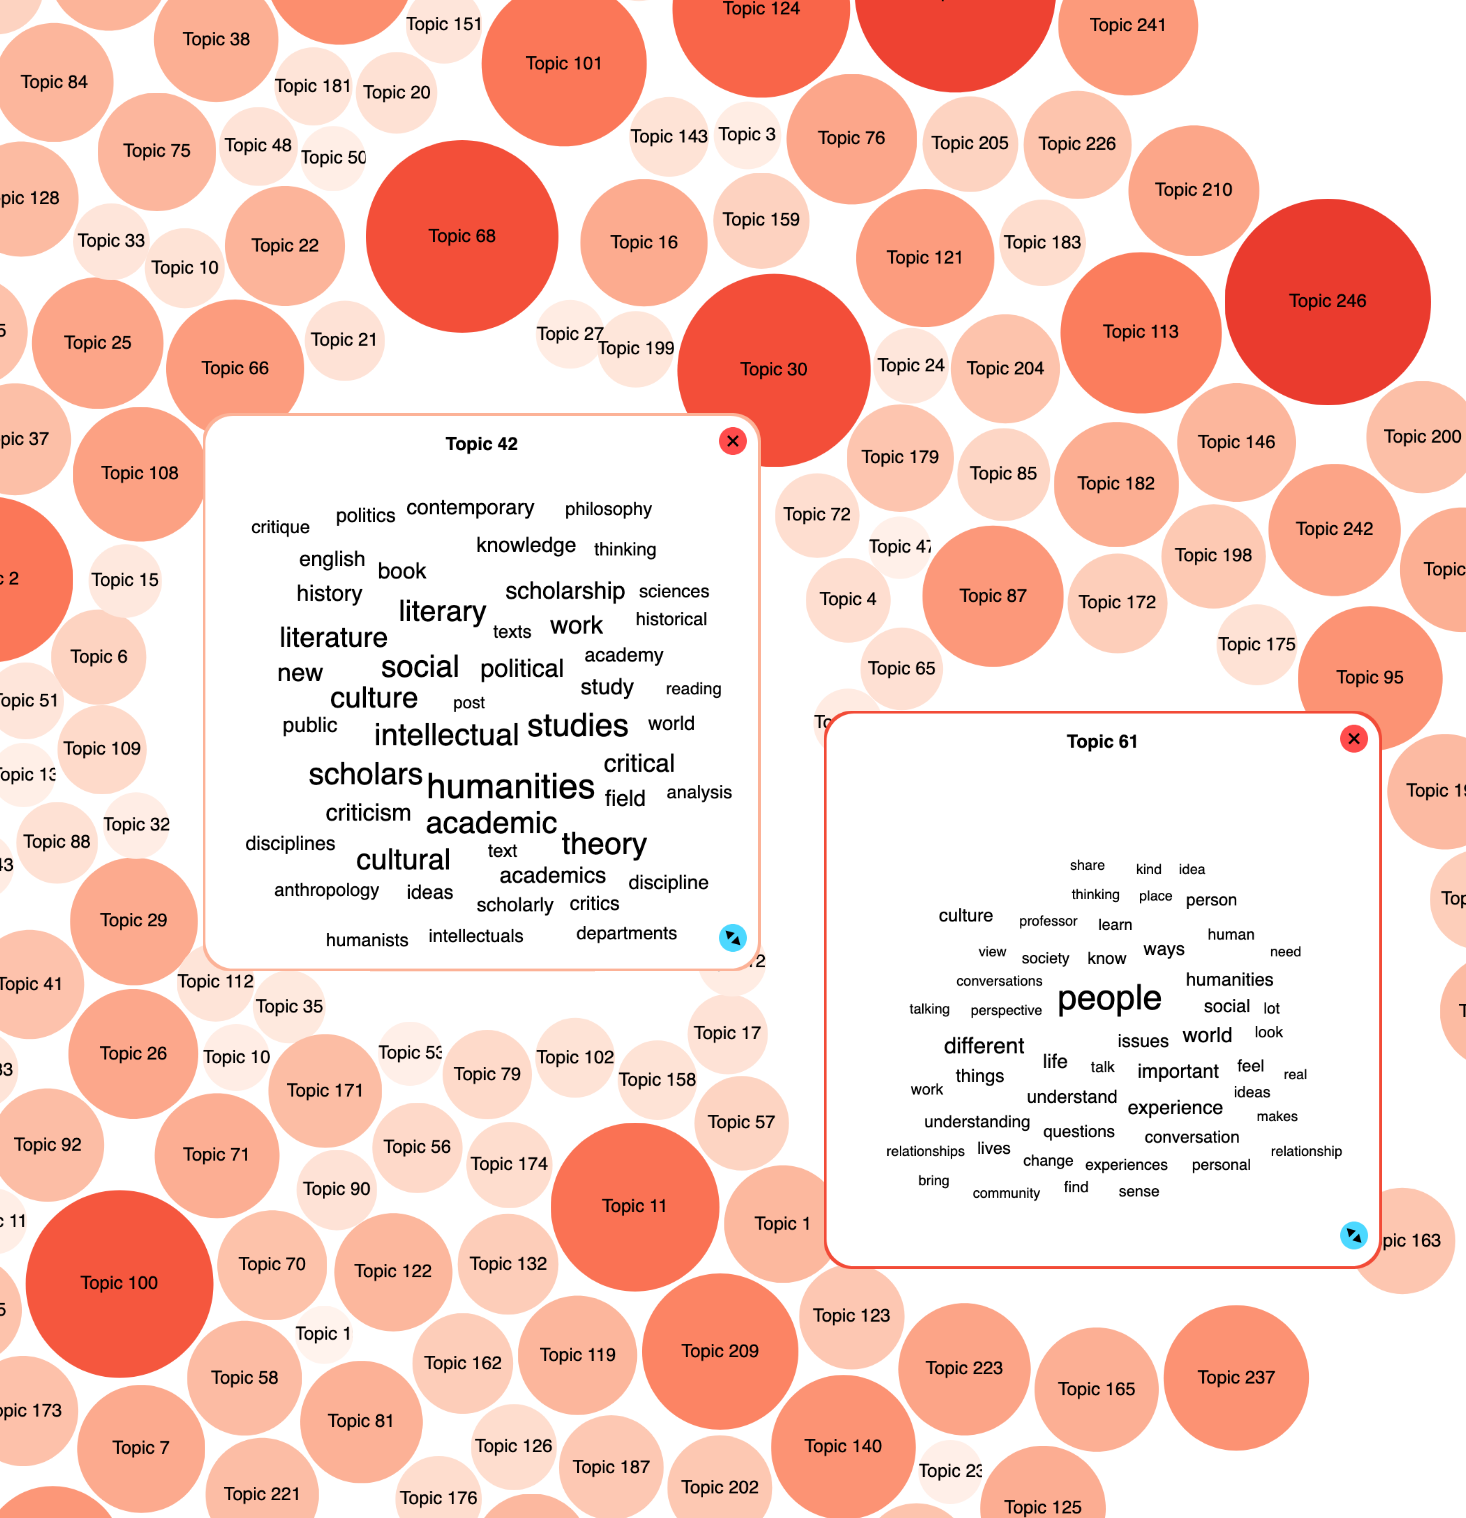 Topic 124
Topic 151
Topic 241
Topic 38
Topic 101
Topic 84
Topic 181
Topic 20
Topic 143
Topic 3
Topic 76
Topic 205
Topic 226
Topic 75
Topic 48
Topic 50
Topic 210
pic 128
Topic 159
Topic 33
Topic 22
Topic 68
Topic 16
Topic 183
Topic 10
Topic 121
Topic 246
5
Topic 25
Topic 21
Topic 27
Topic 199
Topic 113
Topic 66
Topic 30
Topic 24
Topic 204
pic 37
Topic 146
Topic 200
Topic 108
Topic 179
Topic 85
Topic 182
Topic 72
Topic 242
Topic 47
Topic 198
Topic
c 2
Topic 15
Topic 4
Topic 87
Topic 172
Topic 175
Topic 6
Topic 65
Topic 95
opic 51
To
Topic 109
opic 13
Topic 19
Topic 32
Topic 88
43
Top
Topic 29
Topic 42
critique
politics
contemporary
philosophy
english
book
knowledge
thinking
history
literary
scholarship
sciences
literature
texts
work
historical
new
social
political
academy
culture
post
study
reading
public
intellectual
studies
world
scholars
humanities
critical
field
analysis
criticism
academic
theory
disciplines
cultural
text
academics
discipline
anthropology
ideas
scholarly
critics
humanists
intellectuals
departments
Topic 61
share
kind
idea
thinking
place
person
culture
professor
learn
human
view
society
know
ways
need
conversations
people
humanities
talking
perspective
social
lot
different
issues
world
look
things
life
talk
important
feel
real
work
understand
experience
ideas
makes
understanding
questions
conversation
relationships
lives
change
experiences
personal
relationship
bring
community
find
sense
2
Topic 41
Topic 112
Topic 35
T
Topic 17
Topic 26
Topic 10
Topic 53
Topic 79
Topic 102
Topic 158
33
Topic 171
Topic 57
Topic 92
Topic 71
Topic 56
Topic 174
Topic 90
Topic 11
Topic 1
c 11
pic 163
Topic 100
Topic 70
Topic 122
Topic 132
5
Topic 1
Topic 123
Topic 58
Topic 162
Topic 119
Topic 209
Topic 223
Topic 165
Topic 237
opic 173
Topic 81
Topic 7
Topic 126
Topic 187
Topic 140
Topic 23
Topic 221
Topic 176
Topic 202
Topic 125